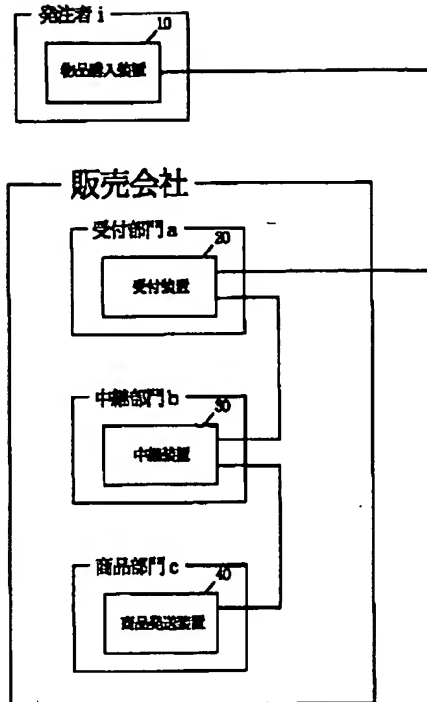 発注者 i
10
物品購入装置
販売会社
受付部門 a
20
受付装置
中継部門 b
30
中継装置
商品部門 c
40
商品発送装置